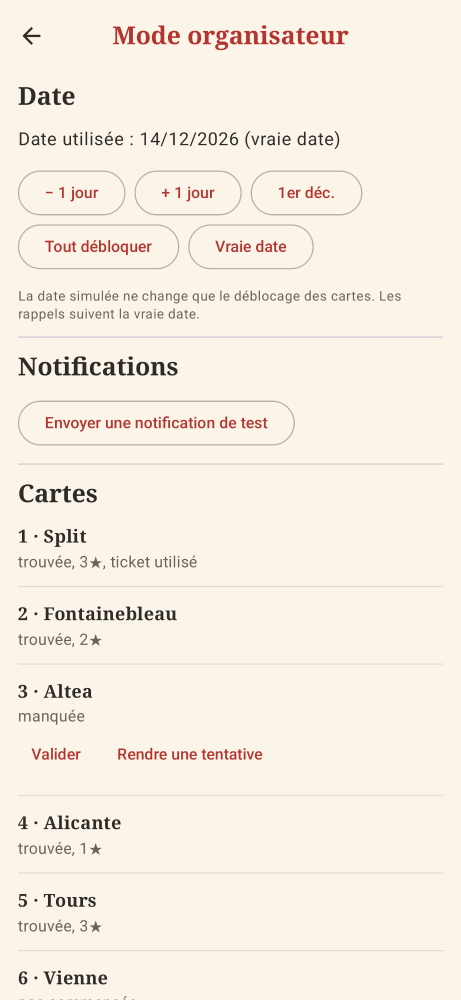 Mode organisateur
Date
Date utilisée : 14/12/2026 (vraie date)
− 1 jour
+ 1 jour
1er déc.
Tout débloquer
Vraie date
La date simulée ne change que le déblocage des cartes. Les
rappels suivent la vraie date.
Notifications
Envoyer une notification de test
Cartes
1 · Split
trouvée, 3★, ticket utilisé
2 · Fontainebleau
trouvée, 2★
3 · Altea
manquée
Valider
Rendre une tentative
4 · Alicante
trouvée, 1★
5 · Tours
trouvée, 3★
6 · Vienne